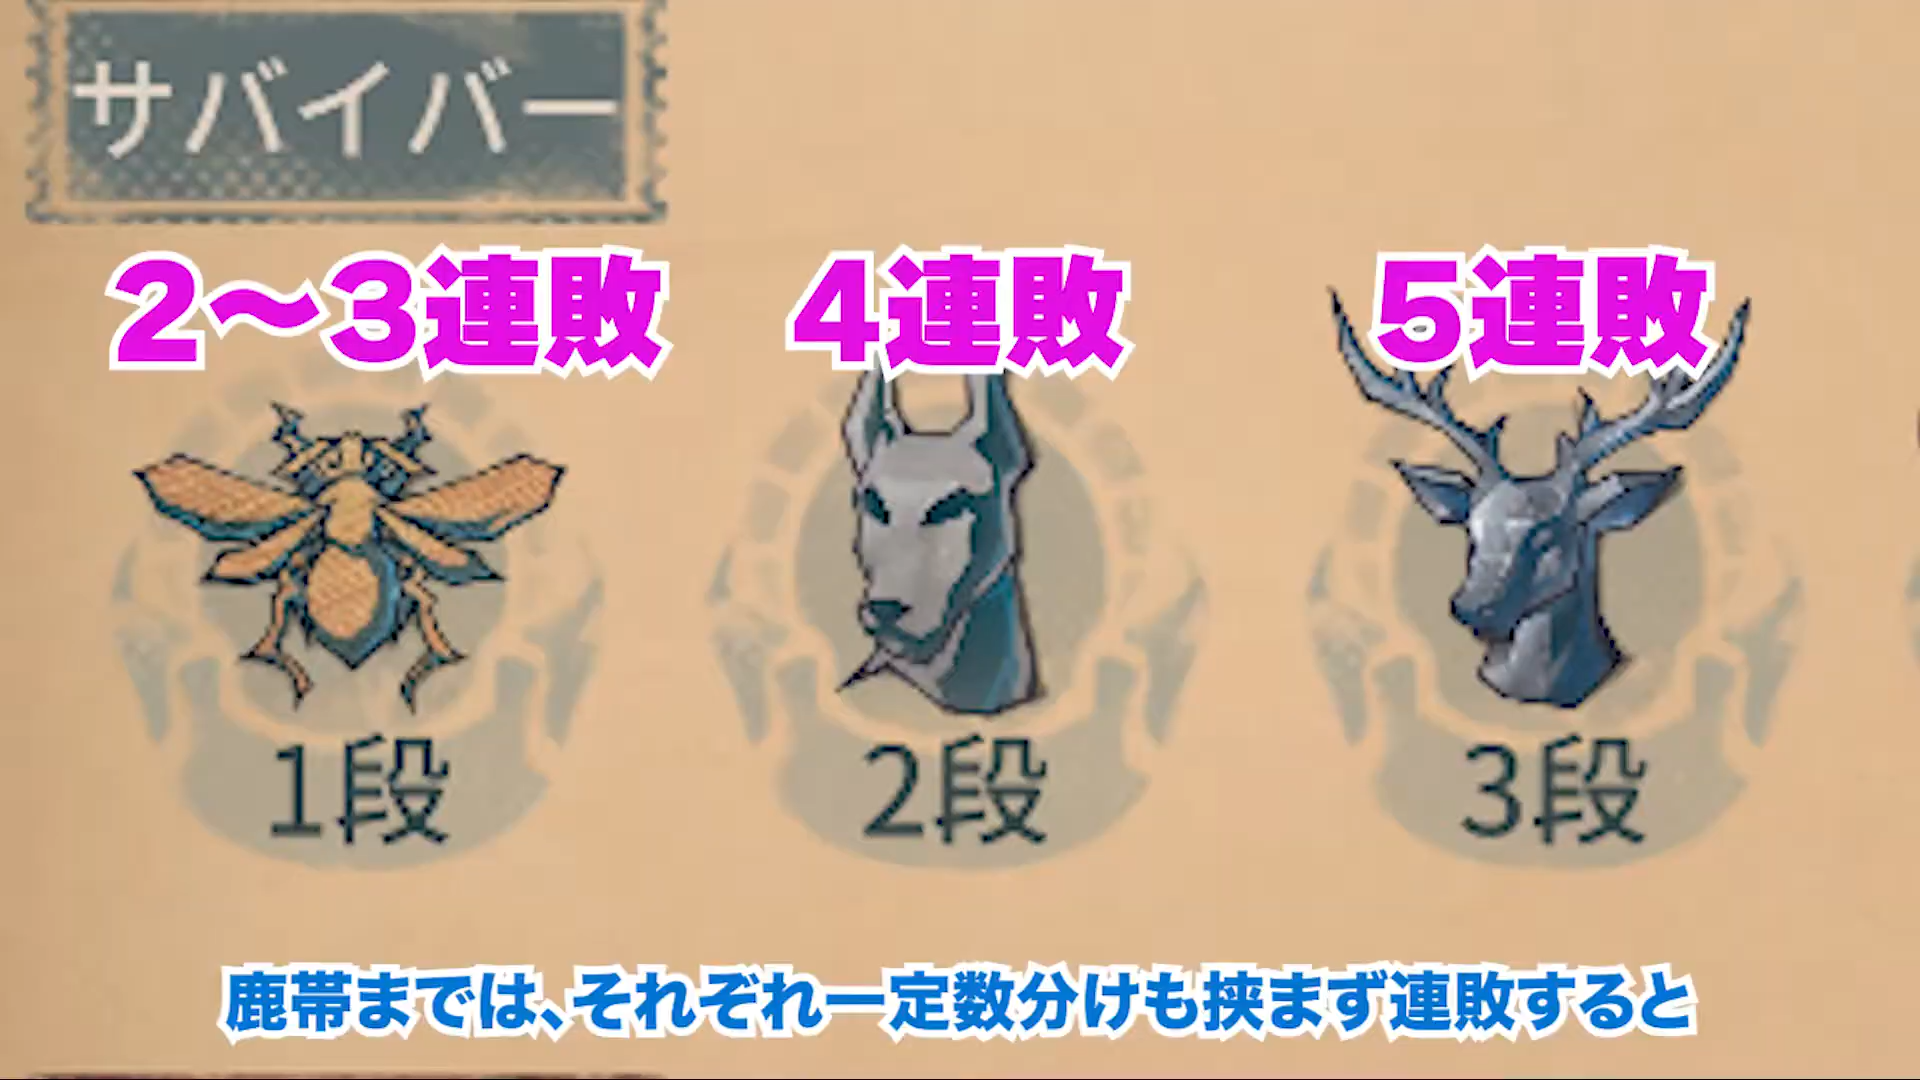 サバイバー
2〜3連敗
4連敗
5連敗
1段
2段
3段
鹿帯までは、それぞれ一定数分けも挟まず連敗すると